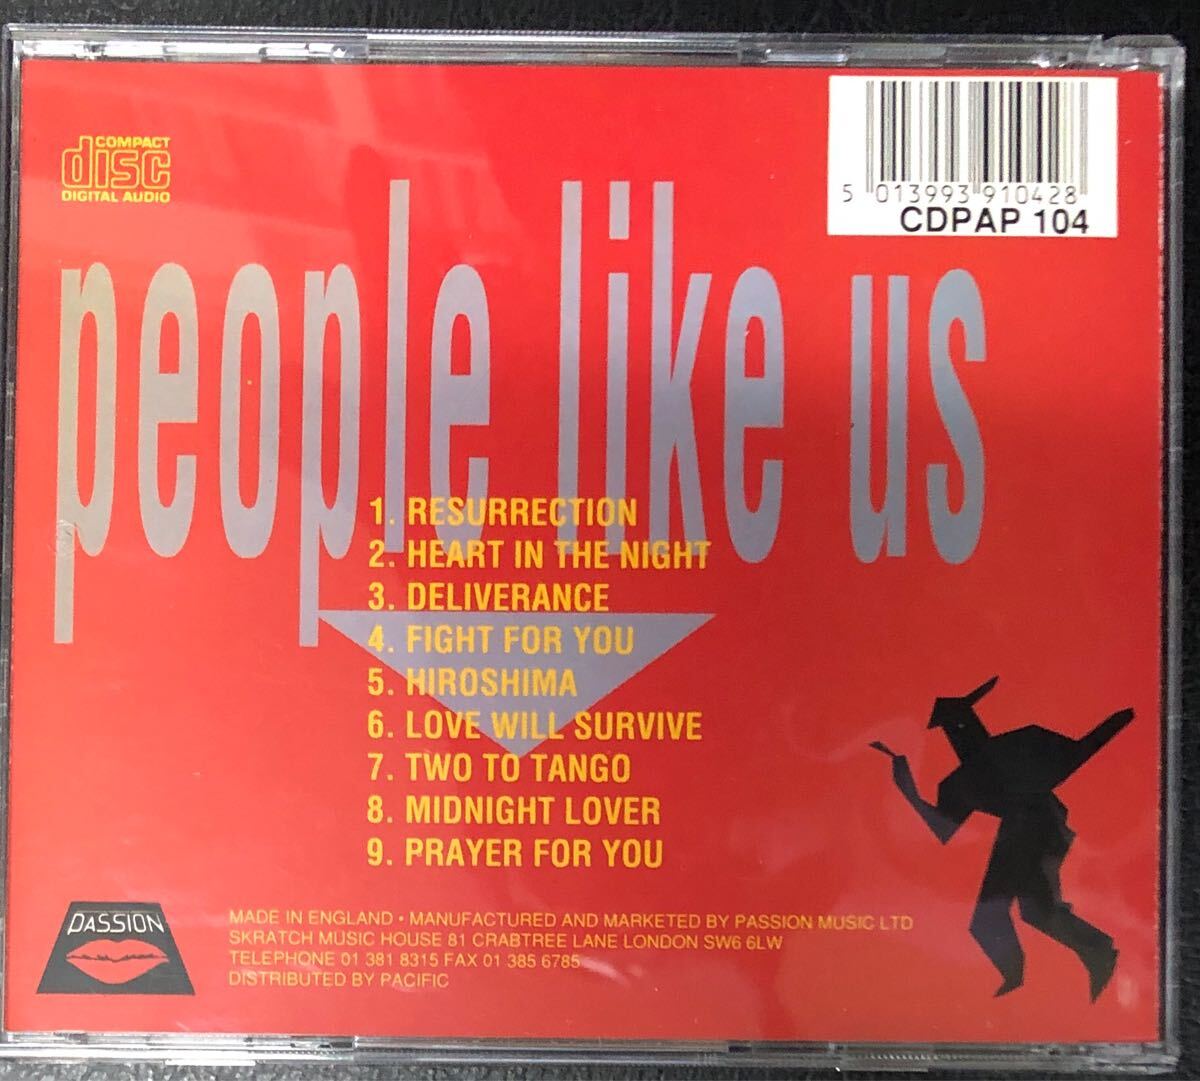 COMPACT
disc
DIGITAL AUDIO
5 013993 910428
CDPAP 104
people like us
1. RESURRECTION
2. HEART IN THE NIGHT
3. DELIVERANCE
4. FIGHT FOR YOU
5. HIROSHIMA
6. LOVE WILL SURVIVE
7. TWO TO TANGO
8. MIDNIGHT LOVER
9. PRAYER FOR YOU
PASSION
MADE IN ENGLAND • MANUFACTURED AND MARKETED BY PASSION MUSIC LTD
SKRATCH MUSIC HOUSE 81 CRABTREE LANE LONDON SW6 6LW
TELEPHONE 01 381 8315 FAX 01 385 6785
DISTRIBUTED BY PACIFIC